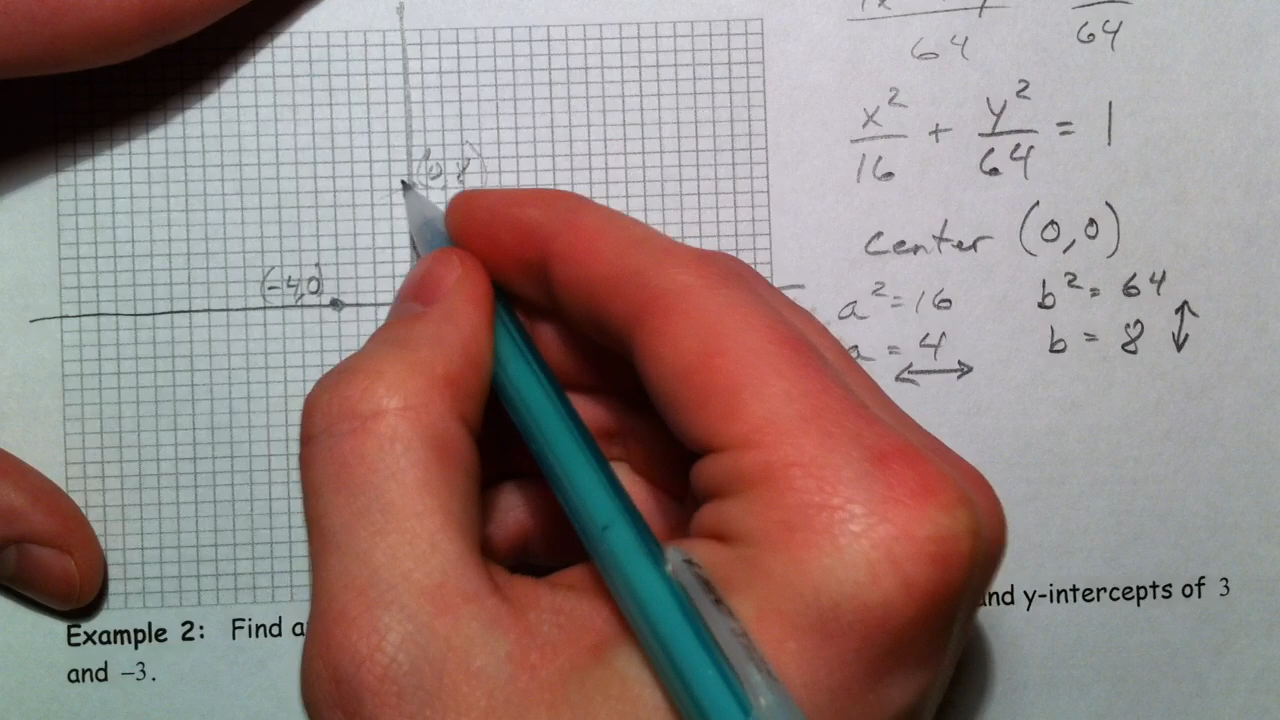 64 64
x² + y² = 1
16 64
(0,8)
center (0,0)
(-4,0)
a²=16 b²= 64
a = 4 b = 8
Example 2: Find a
and y-intercepts of 3
and -3.